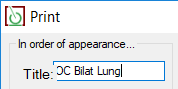 Print
In order of appearance...
Title: OC Bilat Lung